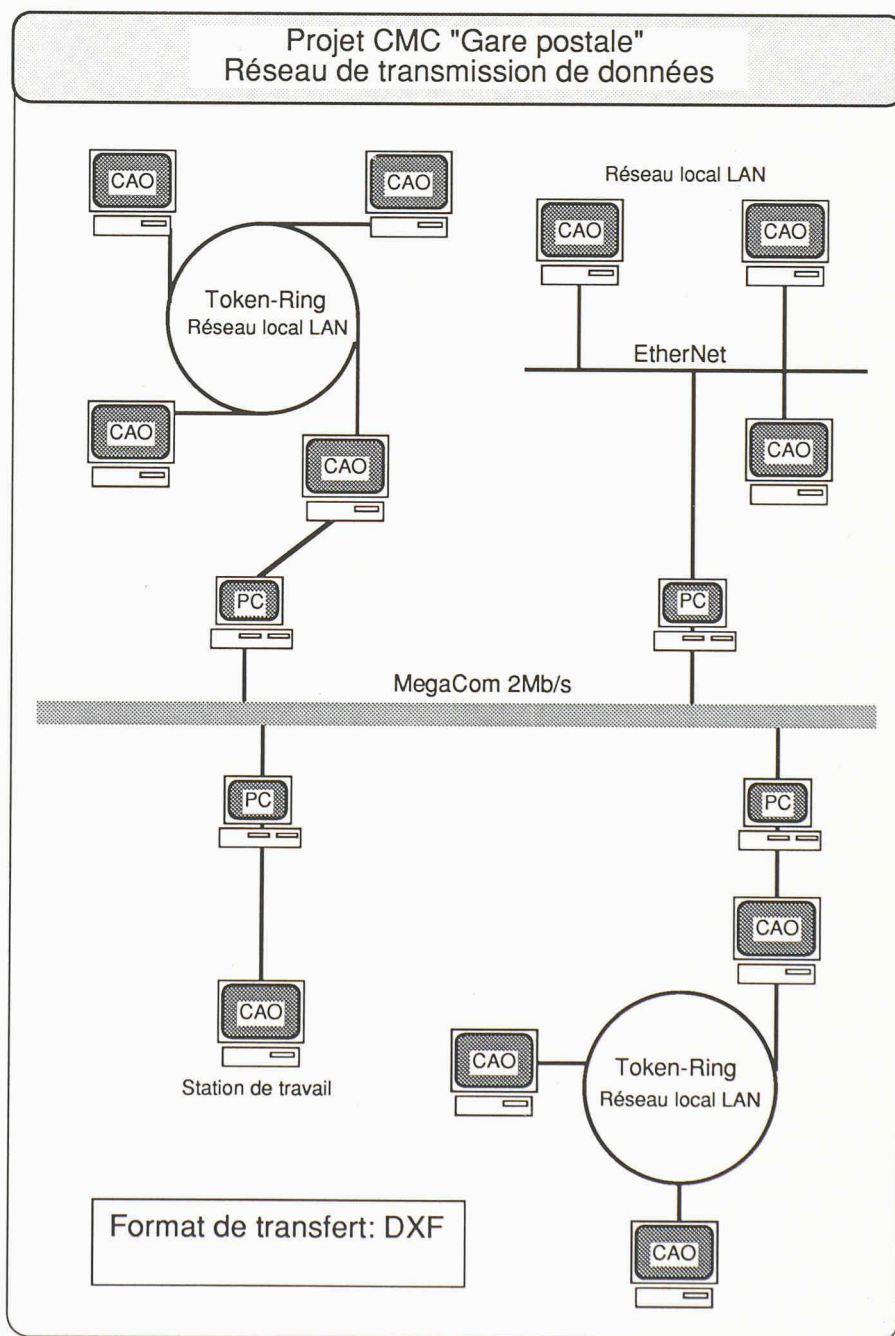 Projet CMC "Gare postale"
Réseau de transmission de données
CAO
CAO
Token-Ring
Réseau local LAN
CAO
CAO
PC
Réseau local LAN
CAO
CAO
EtherNet
CAO
PC
MegaCom 2Mb/s
PC
CAO
Station de travail
PC
CAO
CAO
Token-Ring
Réseau local LAN
CAO
Format de transfert: DXF